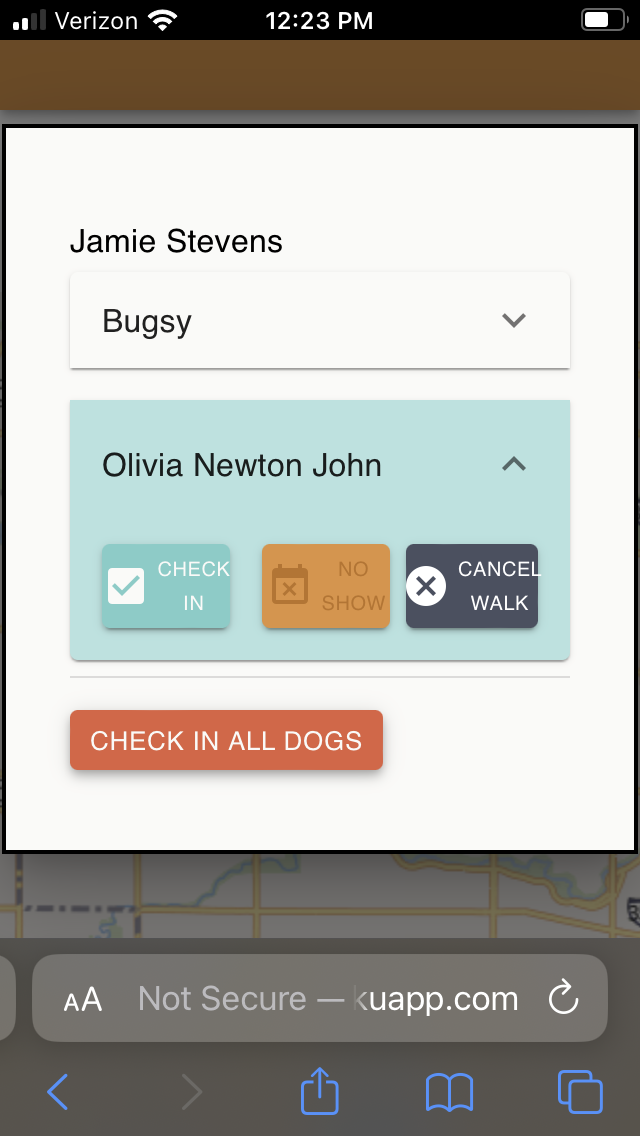 Verizon 12:23 PM
Jamie Stevens
Bugsy
Olivia Newton John
CHECK
IN
NO
SHOW
CANCEL
WALK
CHECK IN ALL DOGS
AA Not Secure — kuapp.com